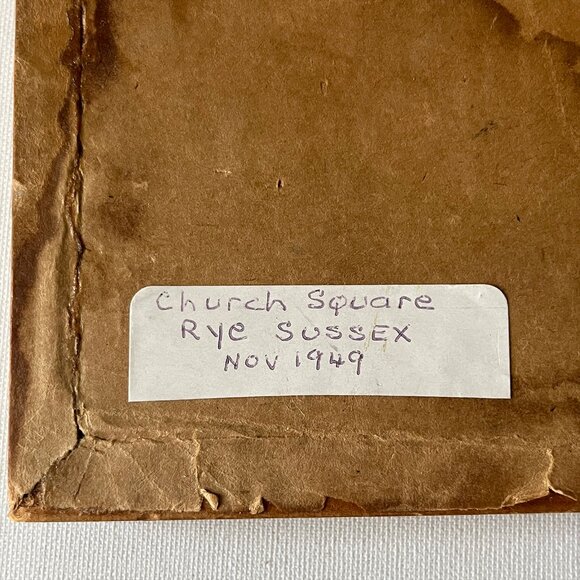 Church Square
Rye SUSSEX
NOV 1949